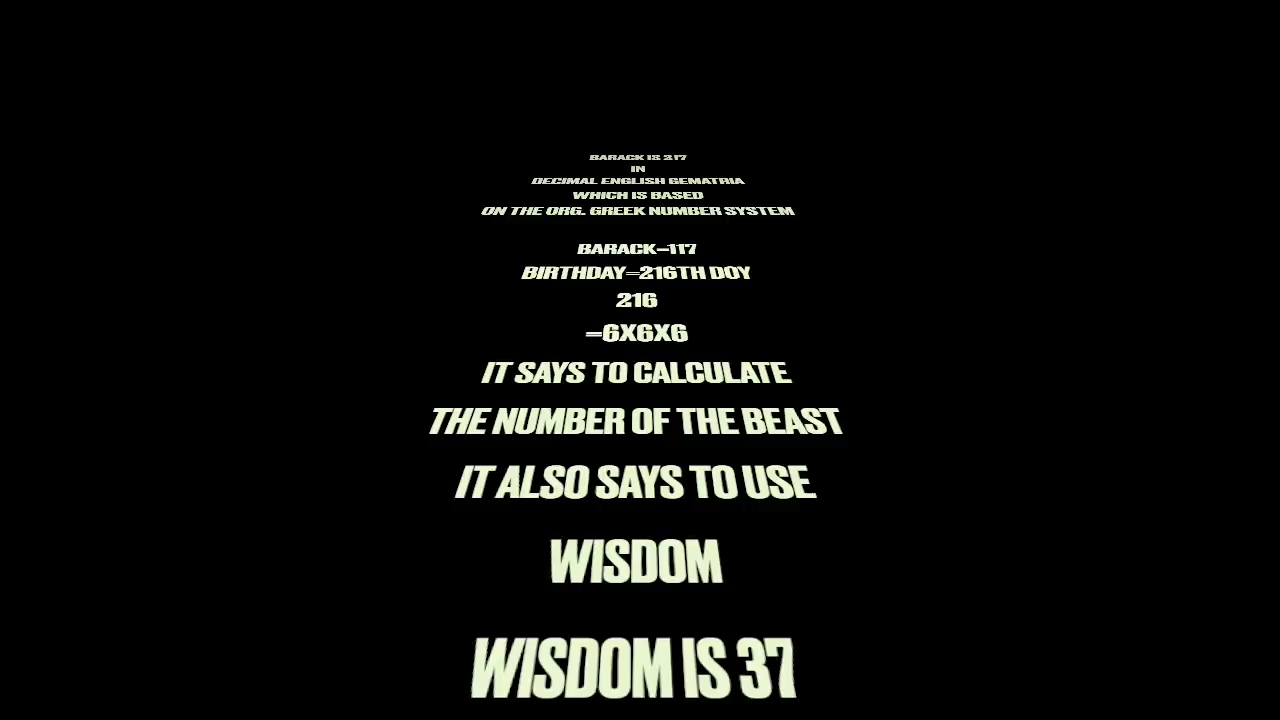 BARACK IS 217
IN
DECIMAL ENGLISH GEMATRIA
WHICH IS BASED
ON THE ORG. GREEK NUMBER SYSTEM
BARACK=117
BIRTHDAY=216TH DOY
216
=6X6X6
IT SAYS TO CALCULATE
THE NUMBER OF THE BEAST
IT ALSO SAYS TO USE
WISDOM
WISDOM IS 37